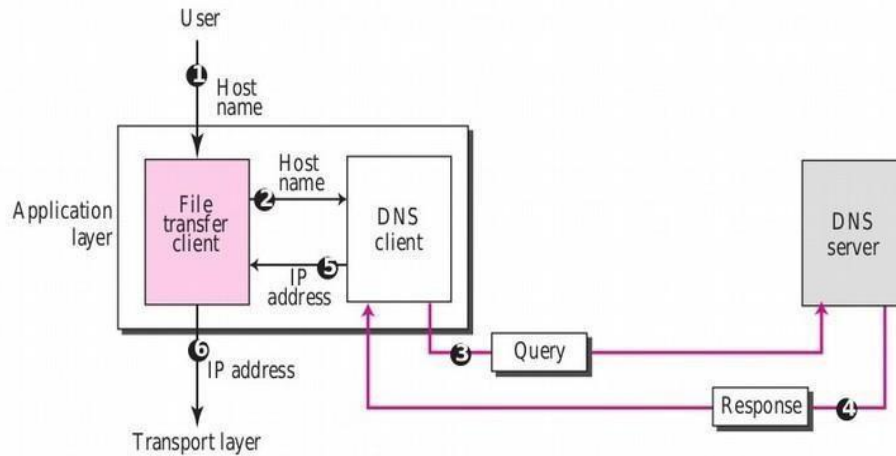 User
1
Host
name
Application
layer
File
transfer
client
2
Host
name
5
IP
address
DNS
client
DNS
server
3
Query
Response
4
6
IP address
Transport layer